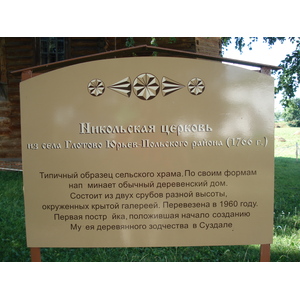 Никольская церковь
из села Глотово Юрьев-Польского района (1766 г.)
Типичный образец сельского храма. По своим формам
нап минает обычный деревенский дом.
Состоит из двух срубов разной высоты,
окруженных крытой галереей. Перевезена в 1960 году.
Первая постр йка, положившая начало созданию
Му ея деревянного зодчества в Суздале